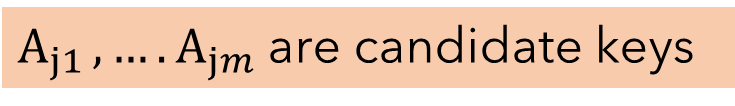 Aj1 , … . Ajm are candidate keys